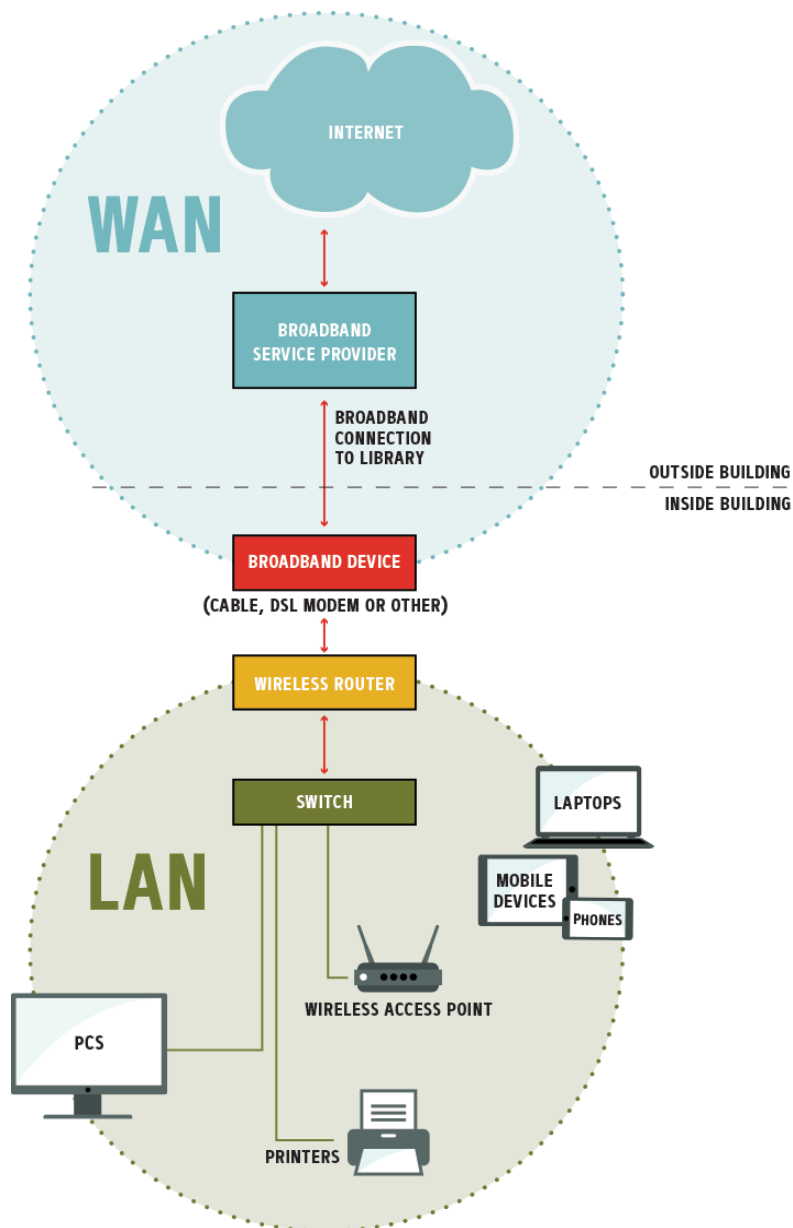 INTERNET
WAN
BROADBAND
SERVICE PROVIDER
BROADBAND
CONNECTION
TO LIBRARY
OUTSIDE BUILDING
INSIDE BUILDING
BROADBAND DEVICE
(CABLE, DSL MODEM OR OTHER)
WIRELESS ROUTER
SWITCH
LAPTOPS
LAN
MOBILE
DEVICES
PHONES
WIRELESS ACCESS POINT
PCS
PRINTERS